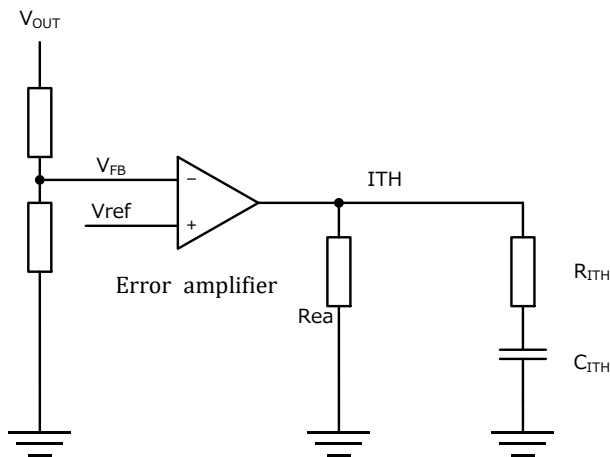 VOUT
VFB
−
ITH
Vref
+
Error amplifier
RITH
Rea
CITH